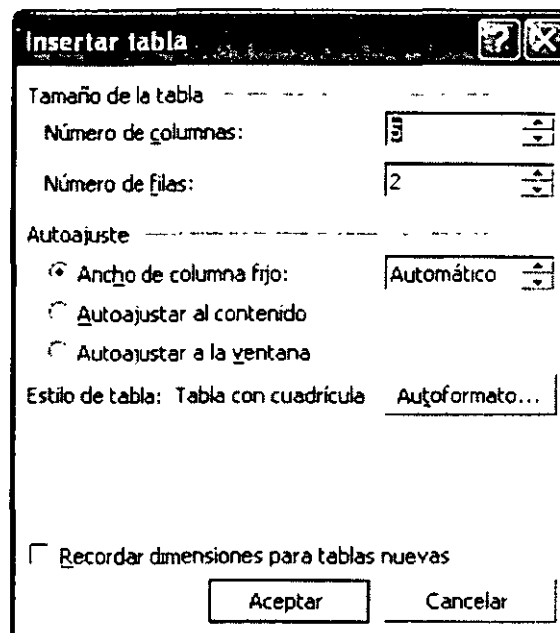 Insertar tabla
Tamaño de la tabla
Número de columnas:
Número de filas: 2
Autoajuste
Ancho de columna fijo: Automático
Autoajustar al contenido
Autoajustar a la ventana
Estilo de tabla: Tabla con cuadrícula Autoformato...
Recordar dimensiones para tablas nuevas
Aceptar Cancelar